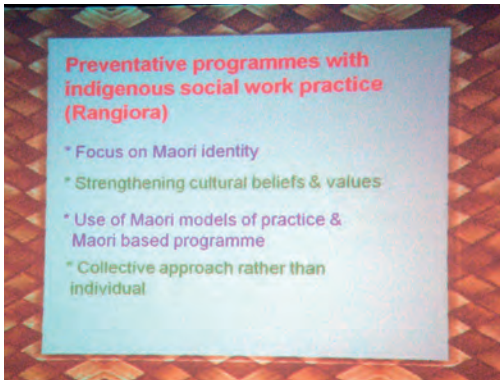 Preventative programmes with
indigenous social work practice
(Rangiora)
* Focus on Maori identity
* Strengthening cultural beliefs & values
* Use of Maori models of practice &
Maori based programme
* Collective approach rather than
individual